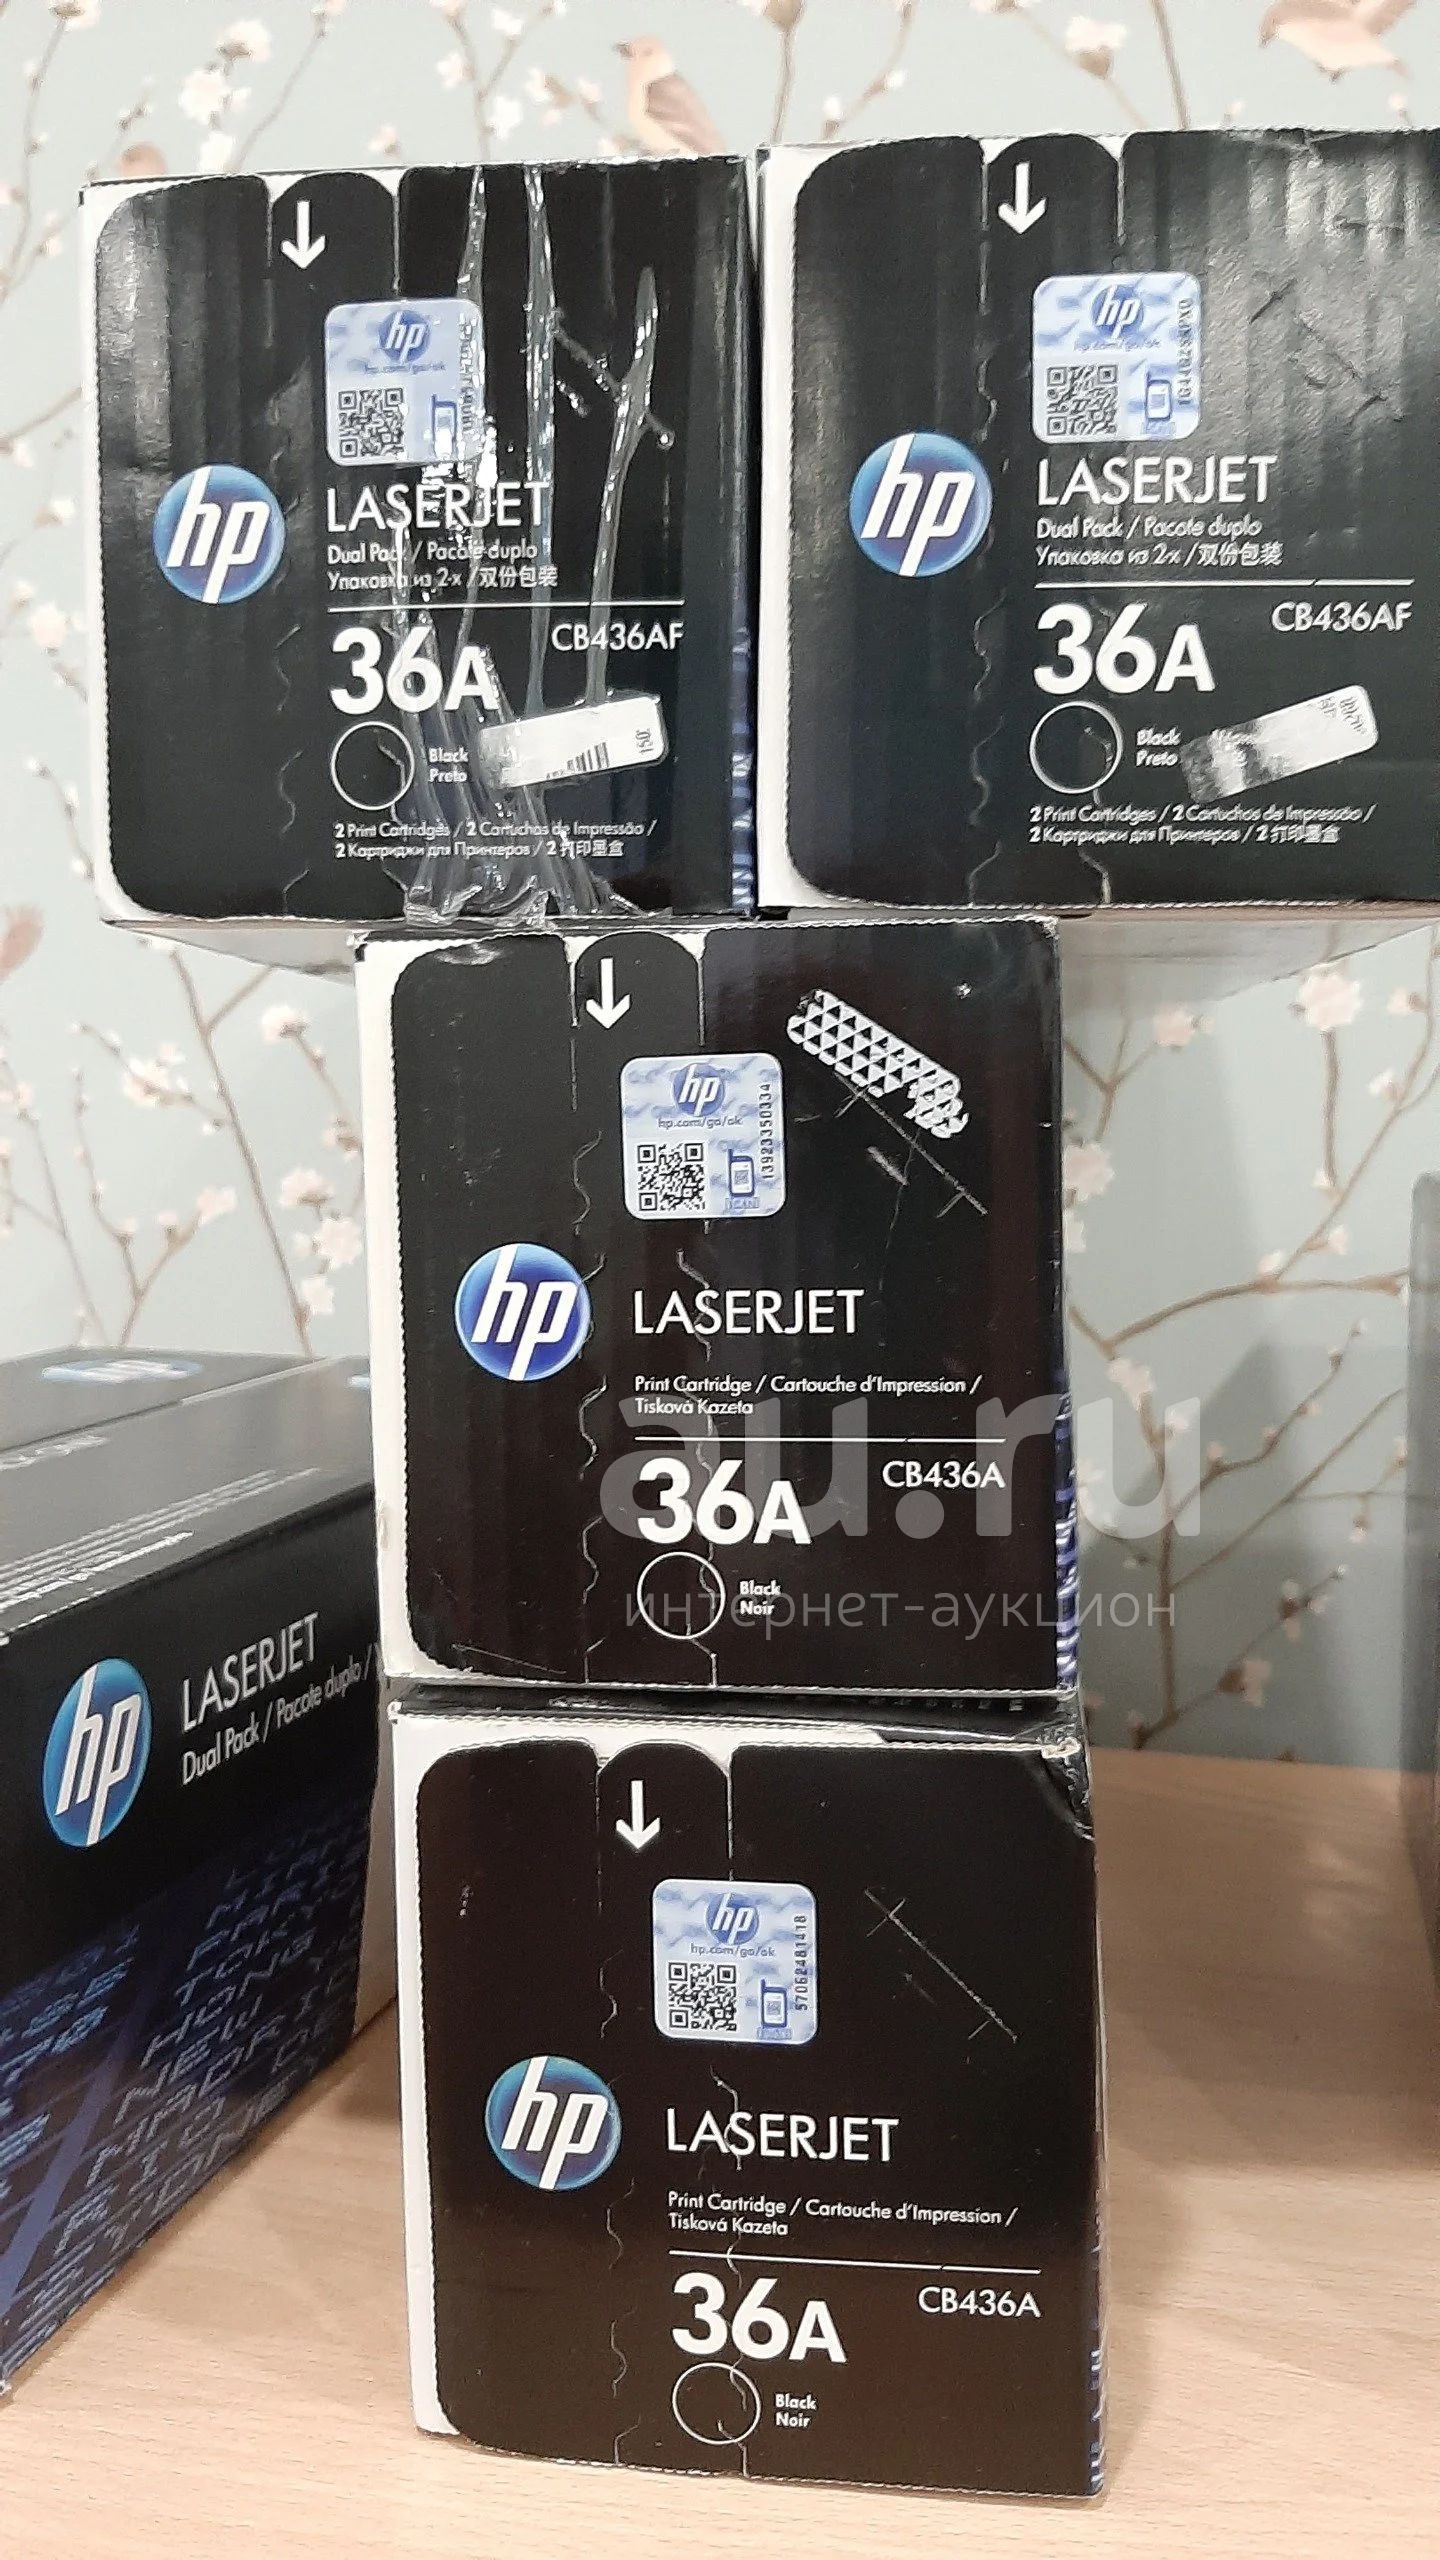 hp
hp.com/go/ok
hp
LASERJET
Dual Pack / Pacote duplo
Упаковка из 2-х / 双份包装
36A
CB436AF
Black
Preto
2 Print Cartridges / 2 Cartuchos de Impressão /
2 Картриджи для Принтеров / 2 打印墨盒
hp
hp.com/go/ok
hp
LASERJET
Dual Pack / Pacote duplo
Упаковка из 2-х / 双份包装
36A
CB436AF
Black
Preto
2 Print Cartridges / 2 Cartuchos de Impressão /
2 Картриджи для Принтеров / 2 打印墨盒
hp
hp.com/go/ok
13923350334
SCAN
hp
LASERJET
Print Cartridge / Cartouche d'Impression /
Tisková Kazeta
36A
CB436A
Black
Noir
au.ru
интернет-аукцион
hp
LASERJET
Dual Pack / Pacote duplo /
hp
hp.com/go/ok
57062481418
hp
LASERJET
Print Cartridge / Cartouche d'Impression /
Tisková Kazeta
36A
CB436A
Black
Noir